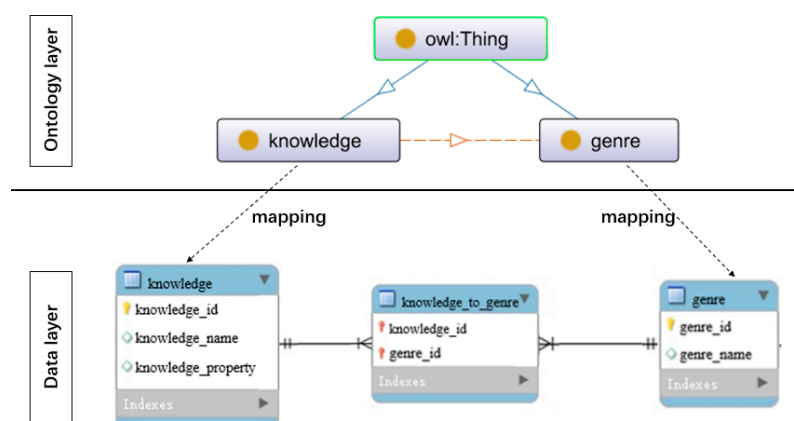 Ontology layer
owl:Thing
knowledge
genre
mapping
mapping
Data layer
knowledge
knowledge_id
knowledge_name
knowledge_property
Indexes
knowledge_to_genre
knowledge_id
genre_id
Indexes
genre
genre_id
genre_name
Indexes